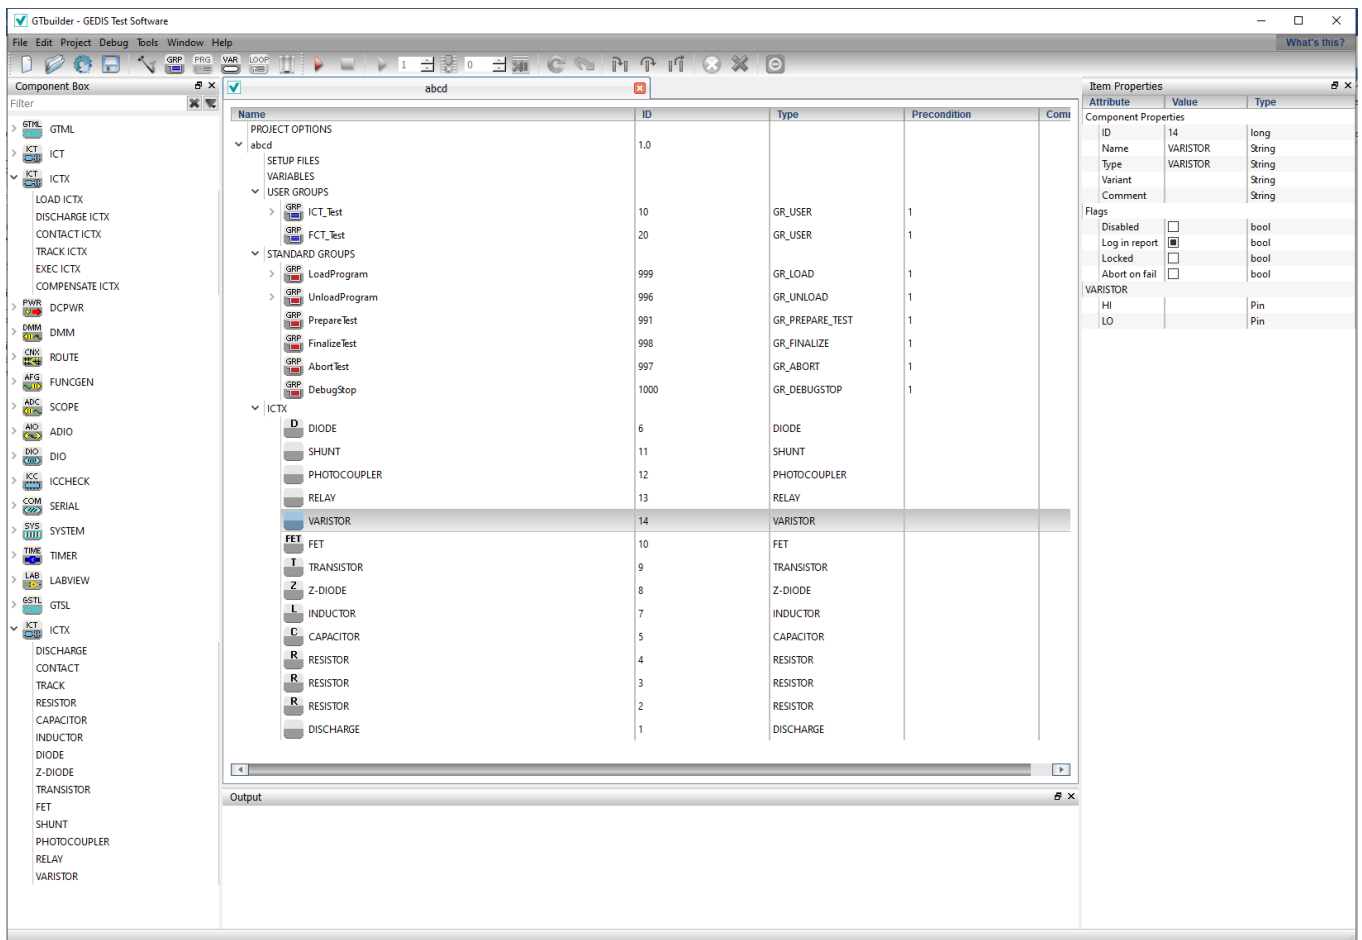 GTbuilder - GEDIS Test Software
File Edit Project Debug Tools Window Help
What's this?
GRP PRG VAR LOOP 1 0
Component Box
Filter
GTML GTML
ICT ICT
ICT ICTX
LOAD ICTX
DISCHARGE ICTX
CONTACT ICTX
TRACK ICTX
EXEC ICTX
COMPENSATE ICTX
PWR DCPWR
DMM DMM
CNX ROUTE
AFG FUNCGEN
ADC SCOPE
AIO ADIO
DIO DIO
ICC ICCHECK
COM SERIAL
SYS SYSTEM
TIME TIMER
LAB LABVIEW
GSTL GTSL
ICT ICTX
DISCHARGE
CONTACT
TRACK
RESISTOR
CAPACITOR
INDUCTOR
DIODE
Z-DIODE
TRANSISTOR
FET
SHUNT
PHOTOCOUPLER
RELAY
VARISTOR
abcd
Name ID Type Precondition Com
PROJECT OPTIONS
abcd 1.0
SETUP FILES
VARIABLES
USER GROUPS
GRP ICT_Test 10 GR_USER 1
GRP FCT_Test 20 GR_USER 1
STANDARD GROUPS
GRP LoadProgram 999 GR_LOAD 1
GRP UnloadProgram 996 GR_UNLOAD 1
GRP PrepareTest 991 GR_PREPARE_TEST 1
GRP FinalizeTest 998 GR_FINALIZE 1
GRP AbortTest 997 GR_ABORT 1
GRP DebugStop 1000 GR_DEBUGSTOP 1
ICTX
D DIODE 6 DIODE
SHUNT 11 SHUNT
PHOTOCOUPLER 12 PHOTOCOUPLER
RELAY 13 RELAY
VARISTOR 14 VARISTOR
FET FET 10 FET
T TRANSISTOR 9 TRANSISTOR
Z Z-DIODE 8 Z-DIODE
L INDUCTOR 7 INDUCTOR
C CAPACITOR 5 CAPACITOR
R RESISTOR 4 RESISTOR
R RESISTOR 3 RESISTOR
R RESISTOR 2 RESISTOR
DISCHARGE 1 DISCHARGE
Output
Item Properties
Attribute Value Type
Component Properties
ID 14 long
Name VARISTOR String
Type VARISTOR String
Variant String
Comment String
Flags
Disabled bool
Log in report bool
Locked bool
Abort on fail bool
VARISTOR
HI Pin
LO Pin